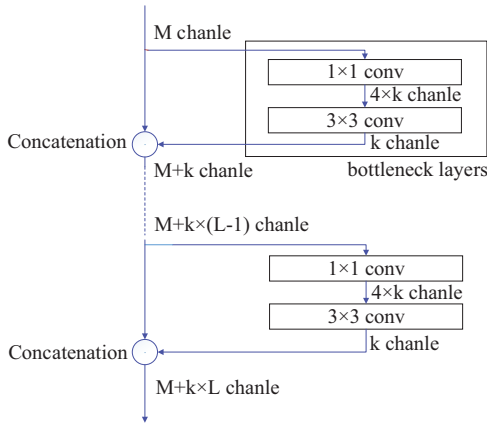 M chanle
1×1 conv
4×k chanle
3×3 conv
Concatenation
k chanle
M+k chanle
bottleneck layers
M+k×(L-1) chanle
1×1 conv
4×k chanle
3×3 conv
k chanle
Concatenation
M+k×L chanle